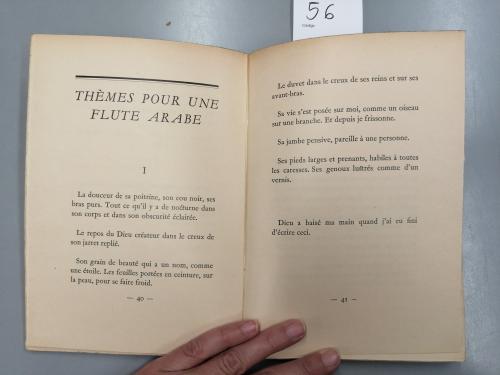 56
THÈMES POUR UNE
FLUTE ARABE
I
La douceur de sa poitrine, son cou noir, ses
bras purs. Tout ce qu'il y a de nocturne dans
son corps et dans son obscurité éclairée.
Le repos du Dieu créateur dans le creux de
son jarret replié.
Son grain de beauté qui a un nom, comme
une étoile. Les feuilles portées en ceinture, sur
la peau, pour se faire froid.
— 40 —
Le duvet dans le creux de ses reins et sur ses
avant-bras.
Sa vie s'est posée sur moi, comme un oiseau
sur une branche. Et depuis je frissonne.
Sa jambe pensive, pareille à une personne.
Ses pieds larges et prenants, habiles à toutes
les caresses. Ses genoux lustrés comme d'un
vernis.
Dieu a baisé ma main quand j'ai eu fini
d'écrire ceci.
— 41 —